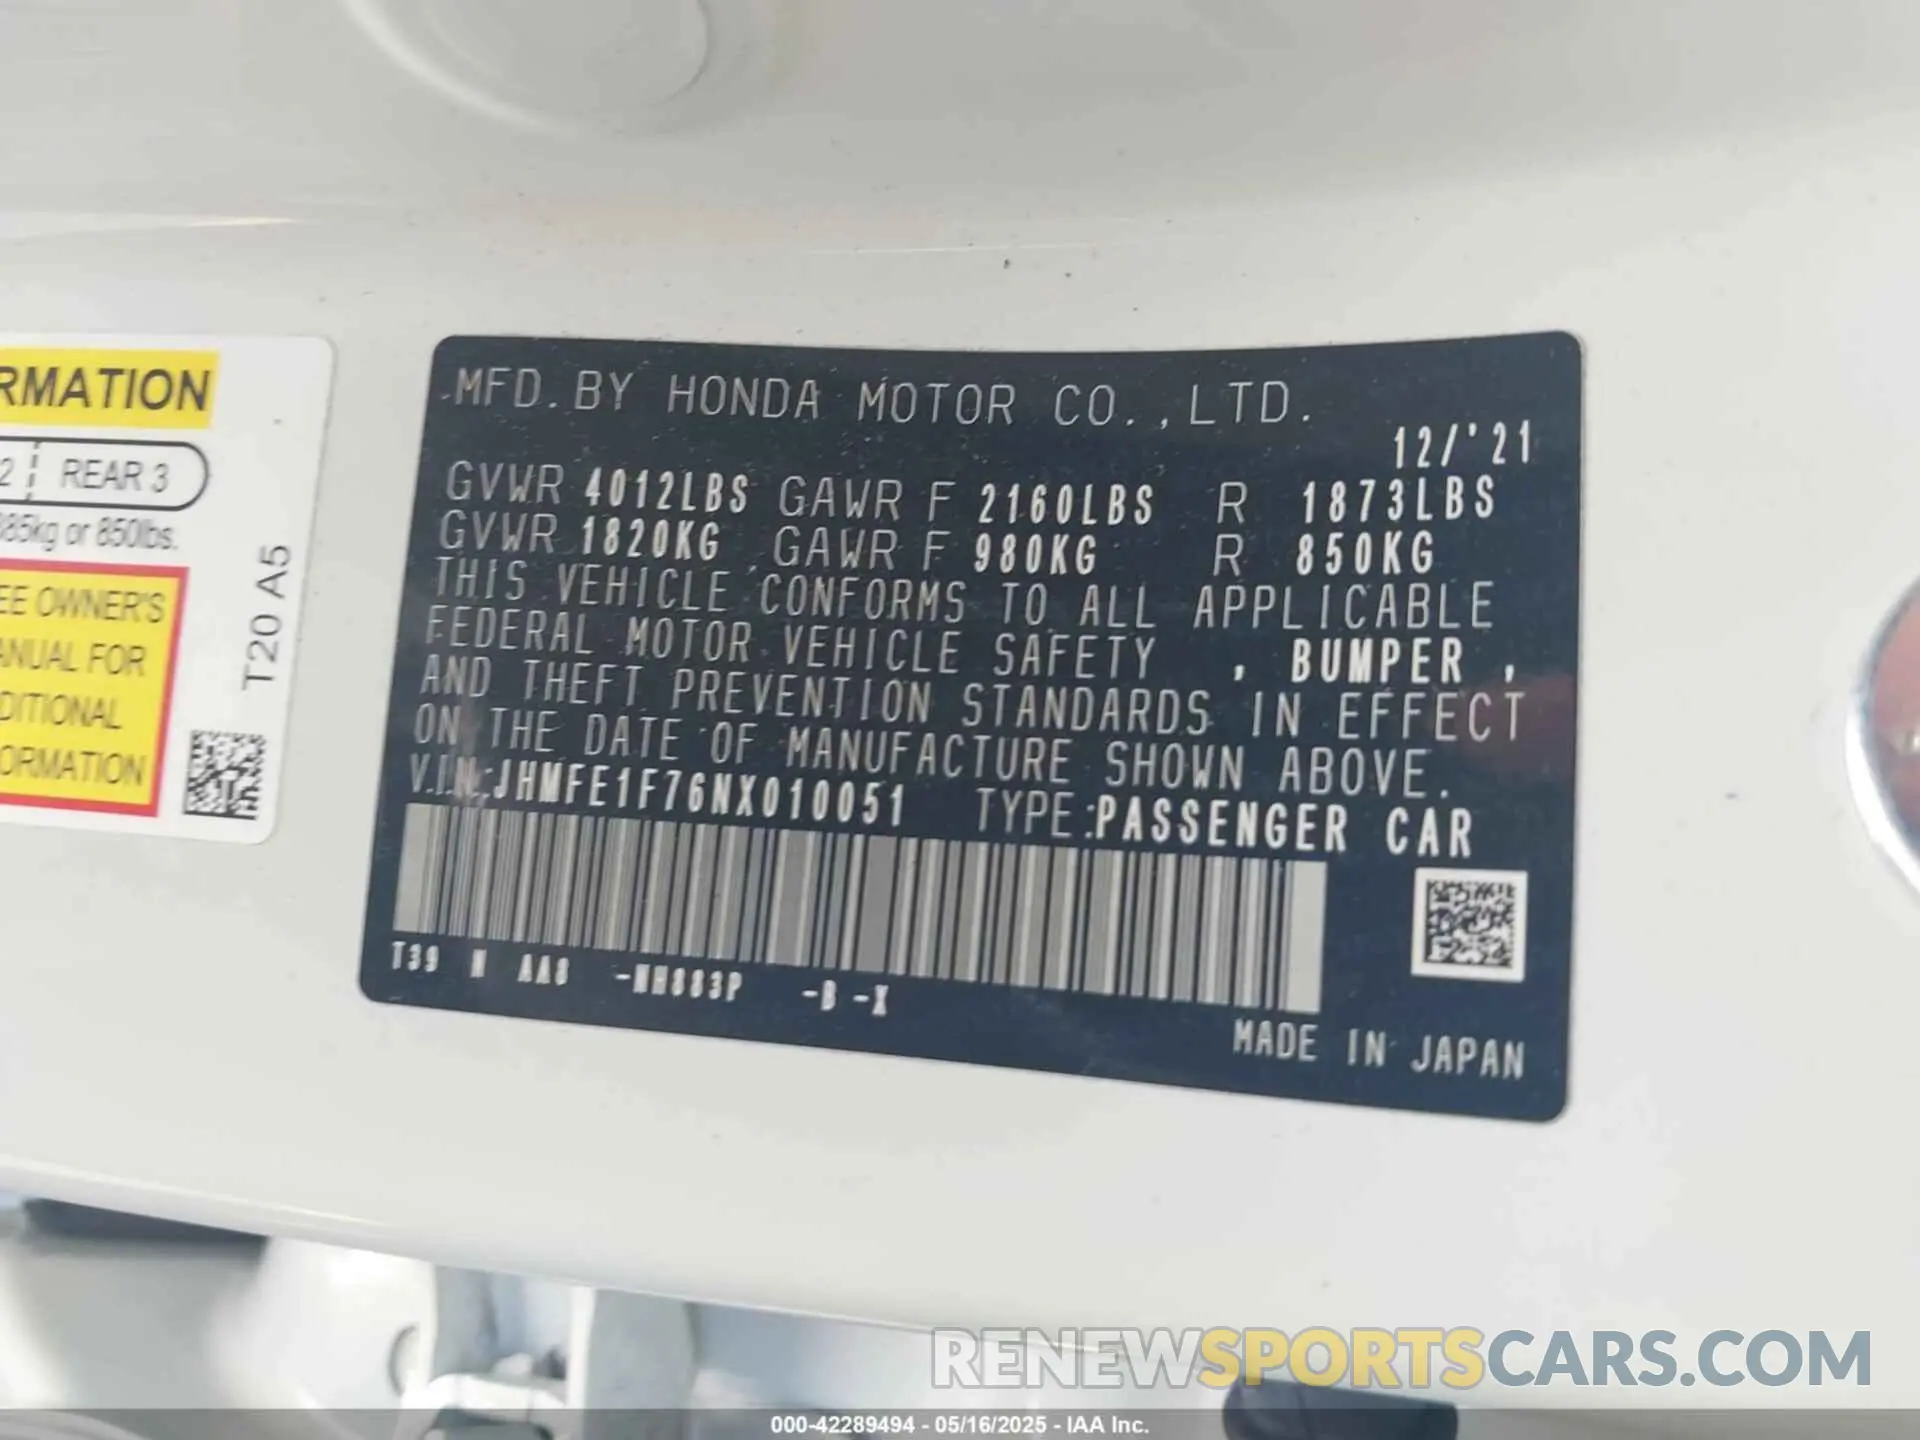 RMATION
2 REAR 3
385kg or 850lbs.
EE OWNER'S
ANUAL FOR
DITIONAL
ORMATION
T20 A5
MFD. BY HONDA MOTOR CO.,LTD.
12/'21
GVWR 4012LBS GAWR F 2160LBS R 1873LBS
GVWR 1820KG GAWR F 980KG R 850KG
THIS VEHICLE CONFORMS TO ALL APPLICABLE
FEDERAL MOTOR VEHICLE SAFETY , BUMPER ,
AND THEFT PREVENTION STANDARDS IN EFFECT
ON THE DATE OF MANUFACTURE SHOWN ABOVE.
V.I.N.:JHMFE1F76NX010051 TYPE:PASSENGER CAR
T39 N AA8 -NH883P -B -X
MADE IN JAPAN
RENEWSPORTSCARS.COM
000-42289494 - 05/16/2025 - IAA Inc.